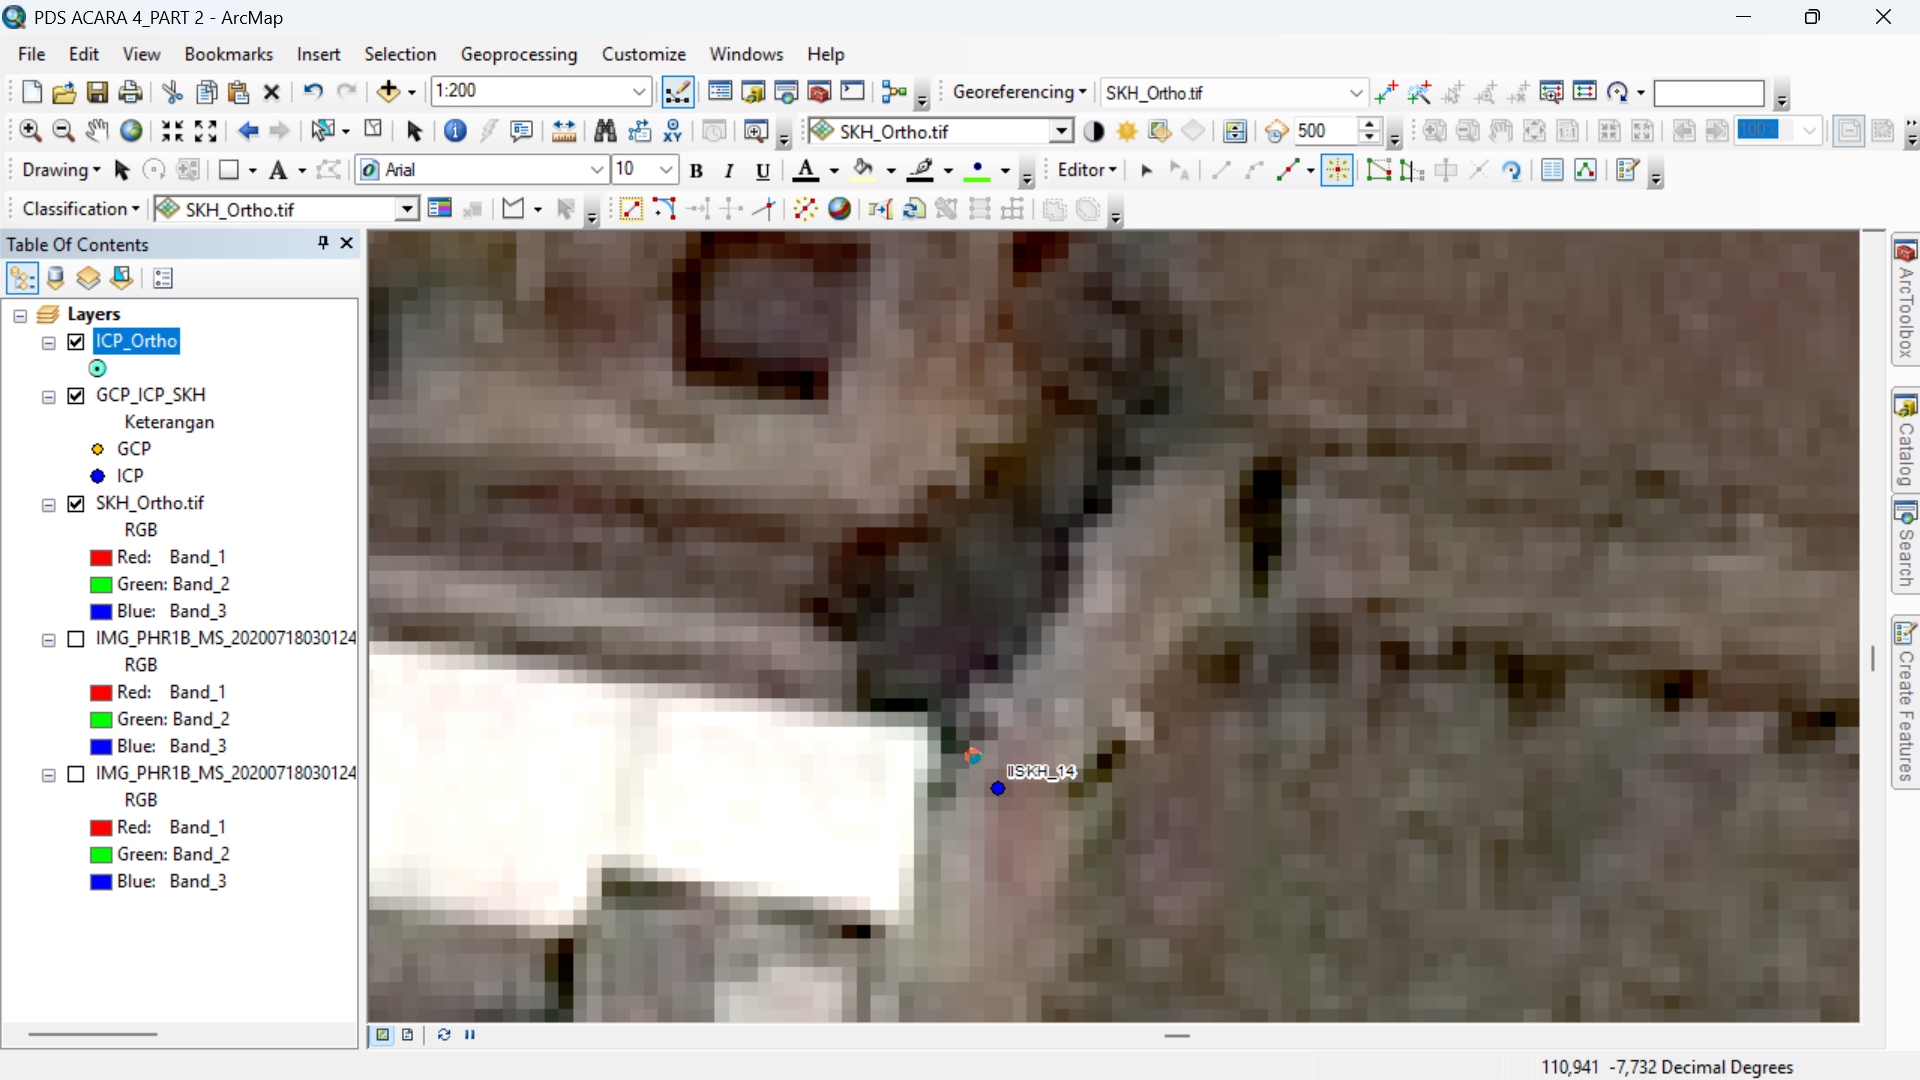 PDS ACARA 4_PART 2 - ArcMap
File Edit View Bookmarks Insert Selection Geoprocessing Customize Windows Help
1:200 Georeferencing SKH_Ortho.tif
SKH_Ortho.tif 500 100%
Drawing A Arial 10 B I U A Editor
Classification SKH_Ortho.tif
Table Of Contents
Layers
ICP_Ortho
GCP_ICP_SKH
Keterangan
GCP
ICP
SKH_Ortho.tif
RGB
Red: Band_1
Green: Band_2
Blue: Band_3
IMG_PHR1B_MS_20200718030124
RGB
Red: Band_1
Green: Band_2
Blue: Band_3
IMG_PHR1B_MS_20200718030124
RGB
Red: Band_1
Green: Band_2
Blue: Band_3
IISKH_14
ArcToolbox
Catalog
Search
Create Features
110,941 -7,732 Decimal Degrees